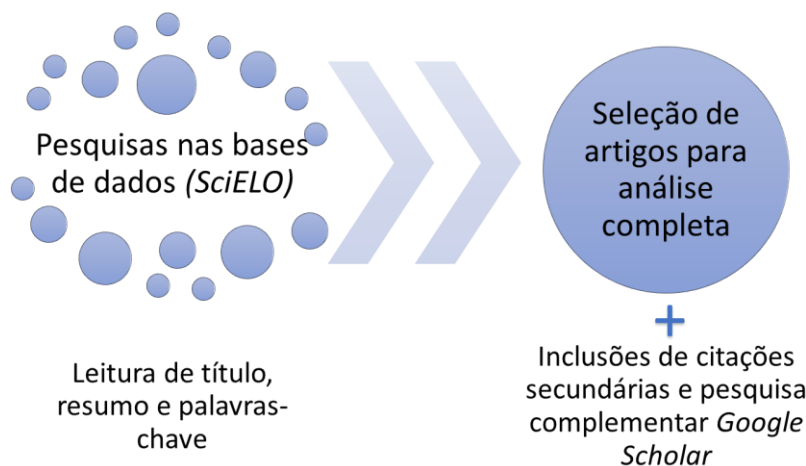 Pesquisas nas bases
de dados (SciELO)
Leitura de título,
resumo e palavras-
chave
Seleção de
artigos para
análise
completa
+
Inclusões de citações
secundárias e pesquisa
complementar Google
Scholar